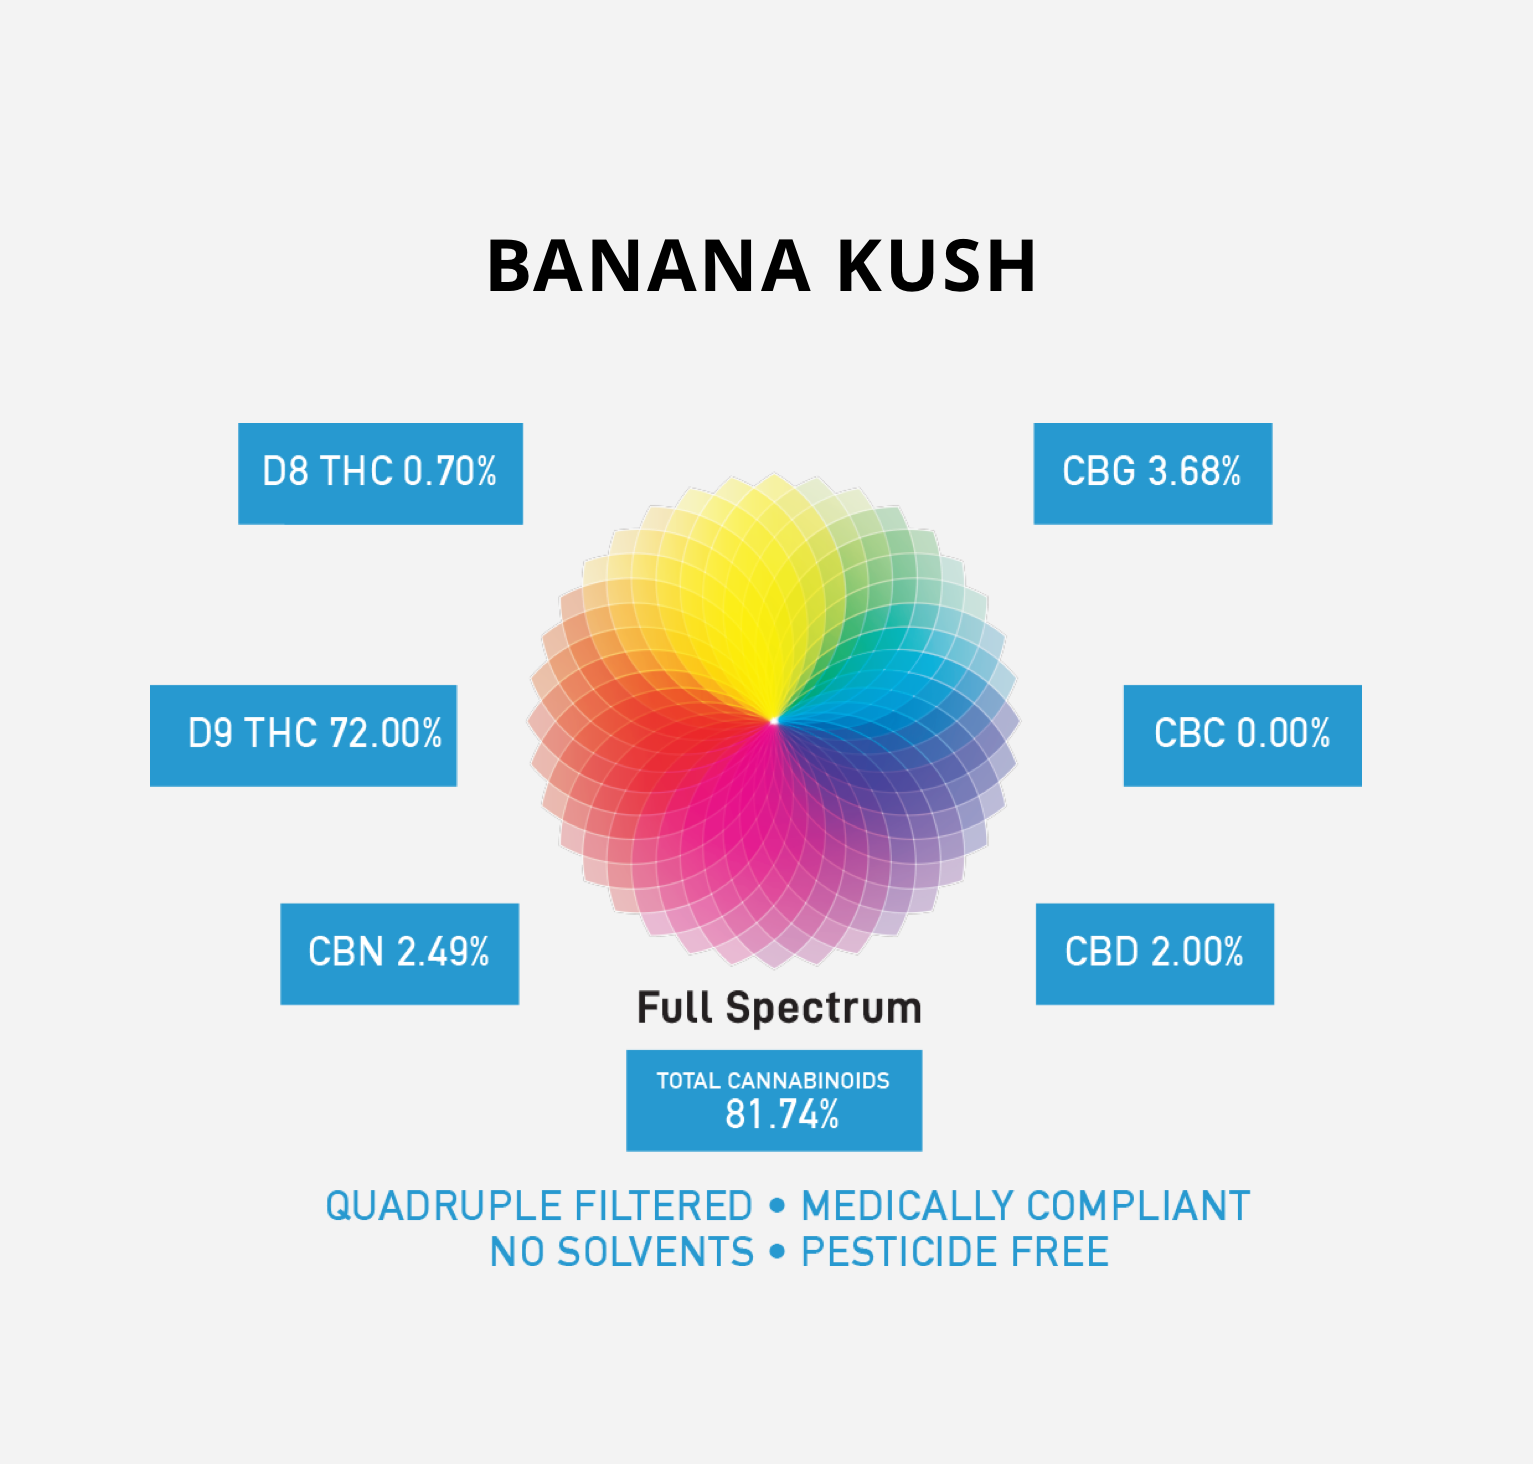 BANANA KUSH
D8 THC 0.70%
CBG 3.68%
D9 THC 72.00%
CBC 0.00%
CBN 2.49%
CBD 2.00%
Full Spectrum
TOTAL CANNABINOIDS
81.74%
QUADRUPLE FILTERED • MEDICALLY COMPLIANT
NO SOLVENTS • PESTICIDE FREE